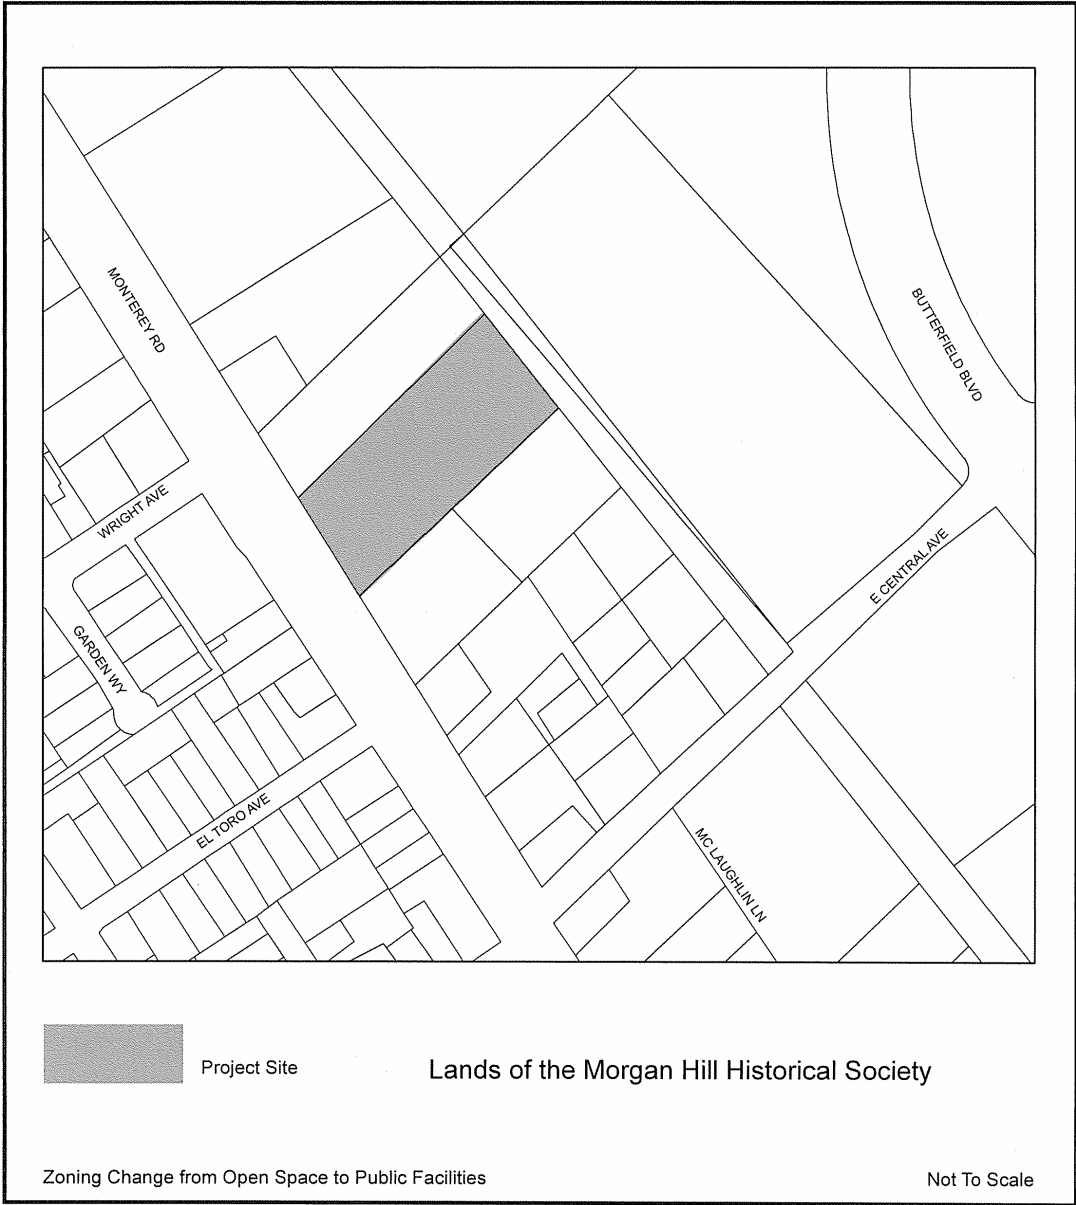 MONTEREY RD
BUTTERFIELD BLVD
WRIGHT AVE
E CENTRAL AVE
GARDEN WY
EL TORO AVE
MC LAUGHLIN LN
Project Site
Lands of the Morgan Hill Historical Society
Zoning Change from Open Space to Public Facilities
Not To Scale